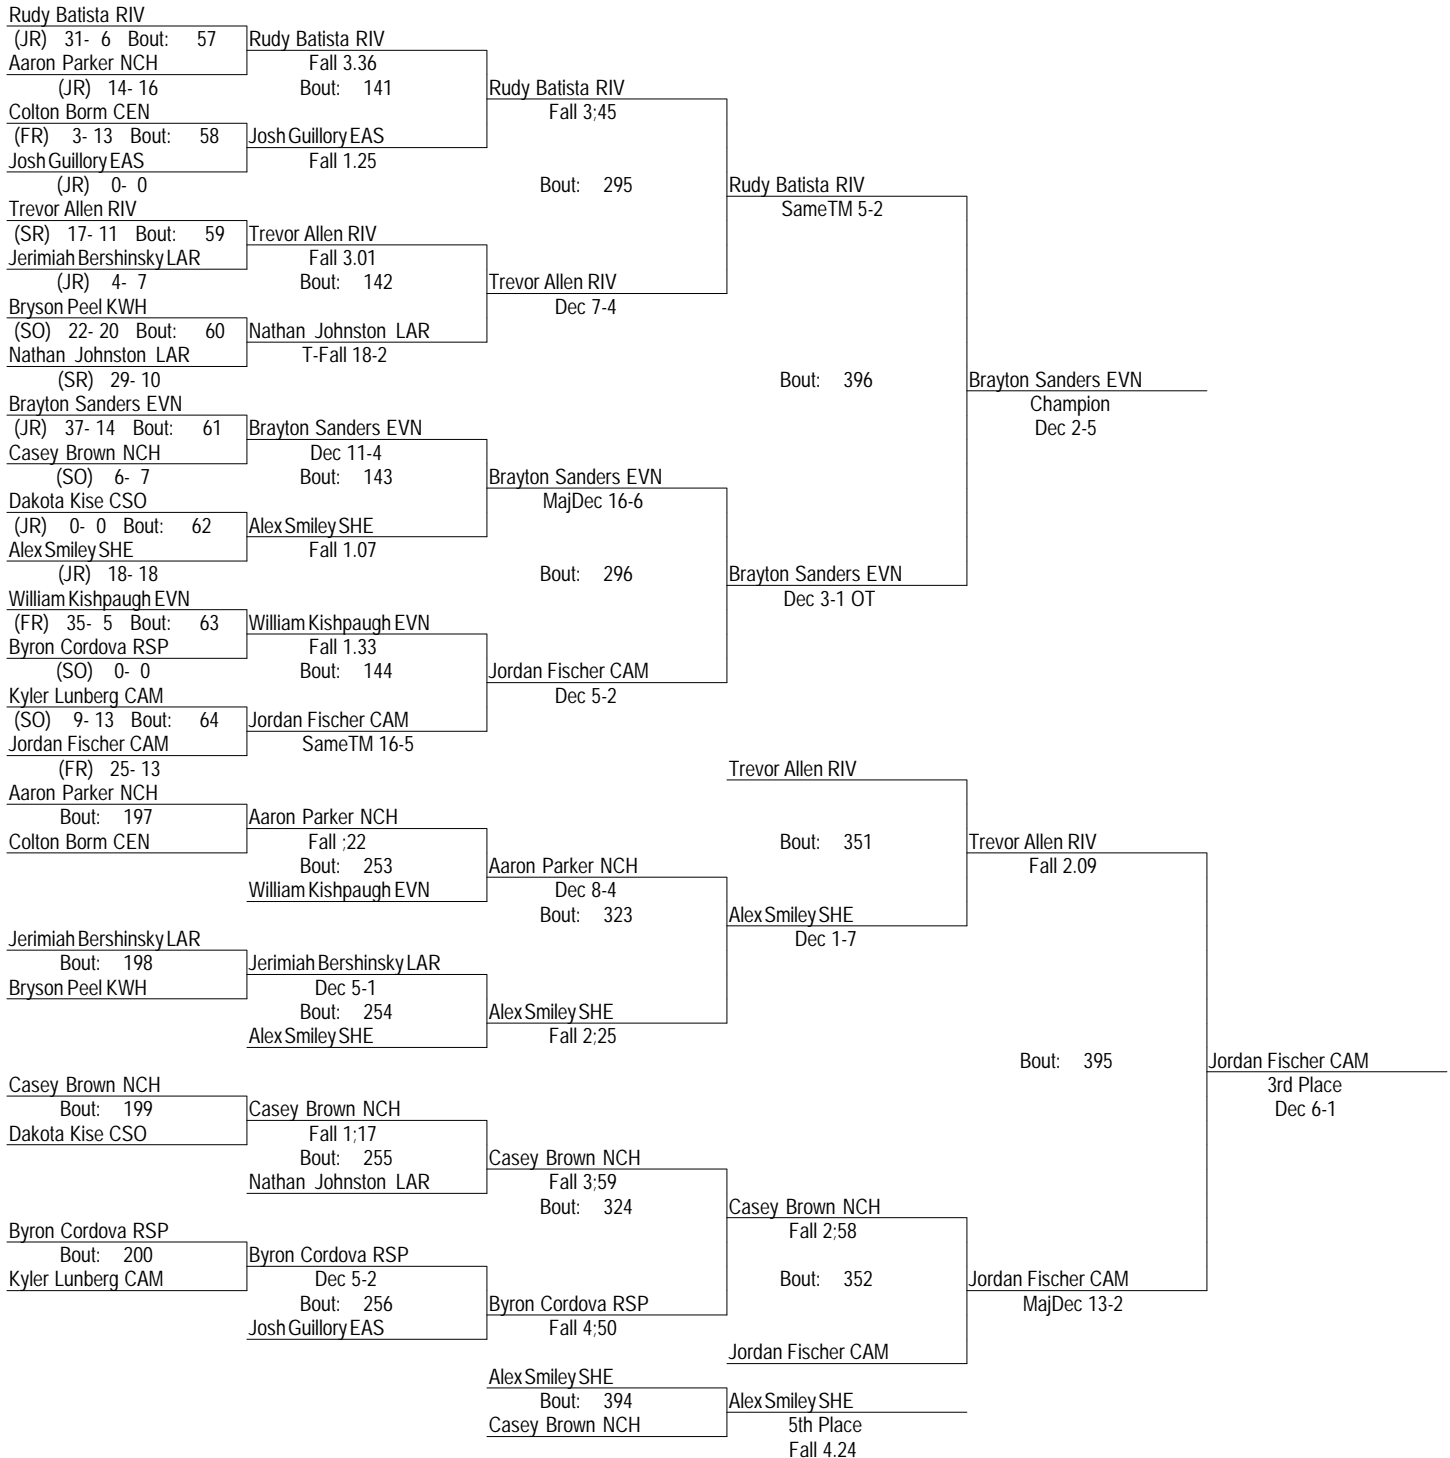 Rudy Batista RIV
(JR) 31- 6 Bout: 57
Aaron Parker NCH
(JR) 14- 16
Colton Borm CEN
(FR) 3- 13 Bout: 58
Josh Guillory EAS
(JR) 0- 0
Trevor Allen RIV
(SR) 17- 11 Bout: 59
Jerimiah Bershinsky LAR
(JR) 4- 7
Bryson Peel KWH
(SO) 22- 20 Bout: 60
Nathan Johnston LAR
(SR) 29- 10
Brayton Sanders EVN
(JR) 37- 14 Bout: 61
Casey Brown NCH
(SO) 6- 7
Dakota Kise CSO
(JR) 0- 0 Bout: 62
Alex Smiley SHE
(JR) 18- 18
William Kishpaugh EVN
(FR) 35- 5 Bout: 63
Byron Cordova RSP
(SO) 0- 0
Kyler Lunberg CAM
(SO) 9- 13 Bout: 64
Jordan Fischer CAM
(FR) 25- 13
Rudy Batista RIV
Fall 3.36
Bout: 141
Josh Guillory EAS
Fall 1.25
Trevor Allen RIV
Fall 3.01
Bout: 142
Nathan Johnston LAR
T-Fall 18-2
Brayton Sanders EVN
Dec 11-4
Bout: 143
Alex Smiley SHE
Fall 1.07
William Kishpaugh EVN
Fall 1.33
Bout: 144
Jordan Fischer CAM
SameTM 16-5
Rudy Batista RIV
Fall 3;45
Bout: 295
Trevor Allen RIV
Dec 7-4
Brayton Sanders EVN
MajDec 16-6
Bout: 296
Jordan Fischer CAM
Dec 5-2
Rudy Batista RIV
SameTM 5-2
Bout: 396
Brayton Sanders EVN
Dec 3-1 OT
Brayton Sanders EVN
Champion
Dec 2-5
Aaron Parker NCH
Bout: 197
Colton Borm CEN
Jerimiah Bershinsky LAR
Bout: 198
Bryson Peel KWH
Casey Brown NCH
Bout: 199
Dakota Kise CSO
Byron Cordova RSP
Bout: 200
Kyler Lunberg CAM
Aaron Parker NCH
Fall ;22
Bout: 253
William Kishpaugh EVN
Jerimiah Bershinsky LAR
Dec 5-1
Bout: 254
Alex Smiley SHE
Casey Brown NCH
Fall 1;17
Bout: 255
Nathan Johnston LAR
Byron Cordova RSP
Dec 5-2
Bout: 256
Josh Guillory EAS
Aaron Parker NCH
Dec 8-4
Bout: 323
Alex Smiley SHE
Fall 2;25
Casey Brown NCH
Fall 3;59
Bout: 324
Byron Cordova RSP
Fall 4;50
Trevor Allen RIV
Bout: 351
Alex Smiley SHE
Dec 1-7
Casey Brown NCH
Fall 2;58
Bout: 352
Jordan Fischer CAM
Trevor Allen RIV
Fall 2.09
Bout: 395
Jordan Fischer CAM
MajDec 13-2
Jordan Fischer CAM
3rd Place
Dec 6-1
Alex Smiley SHE
Bout: 394
Casey Brown NCH
Alex Smiley SHE
5th Place
Fall 4.24